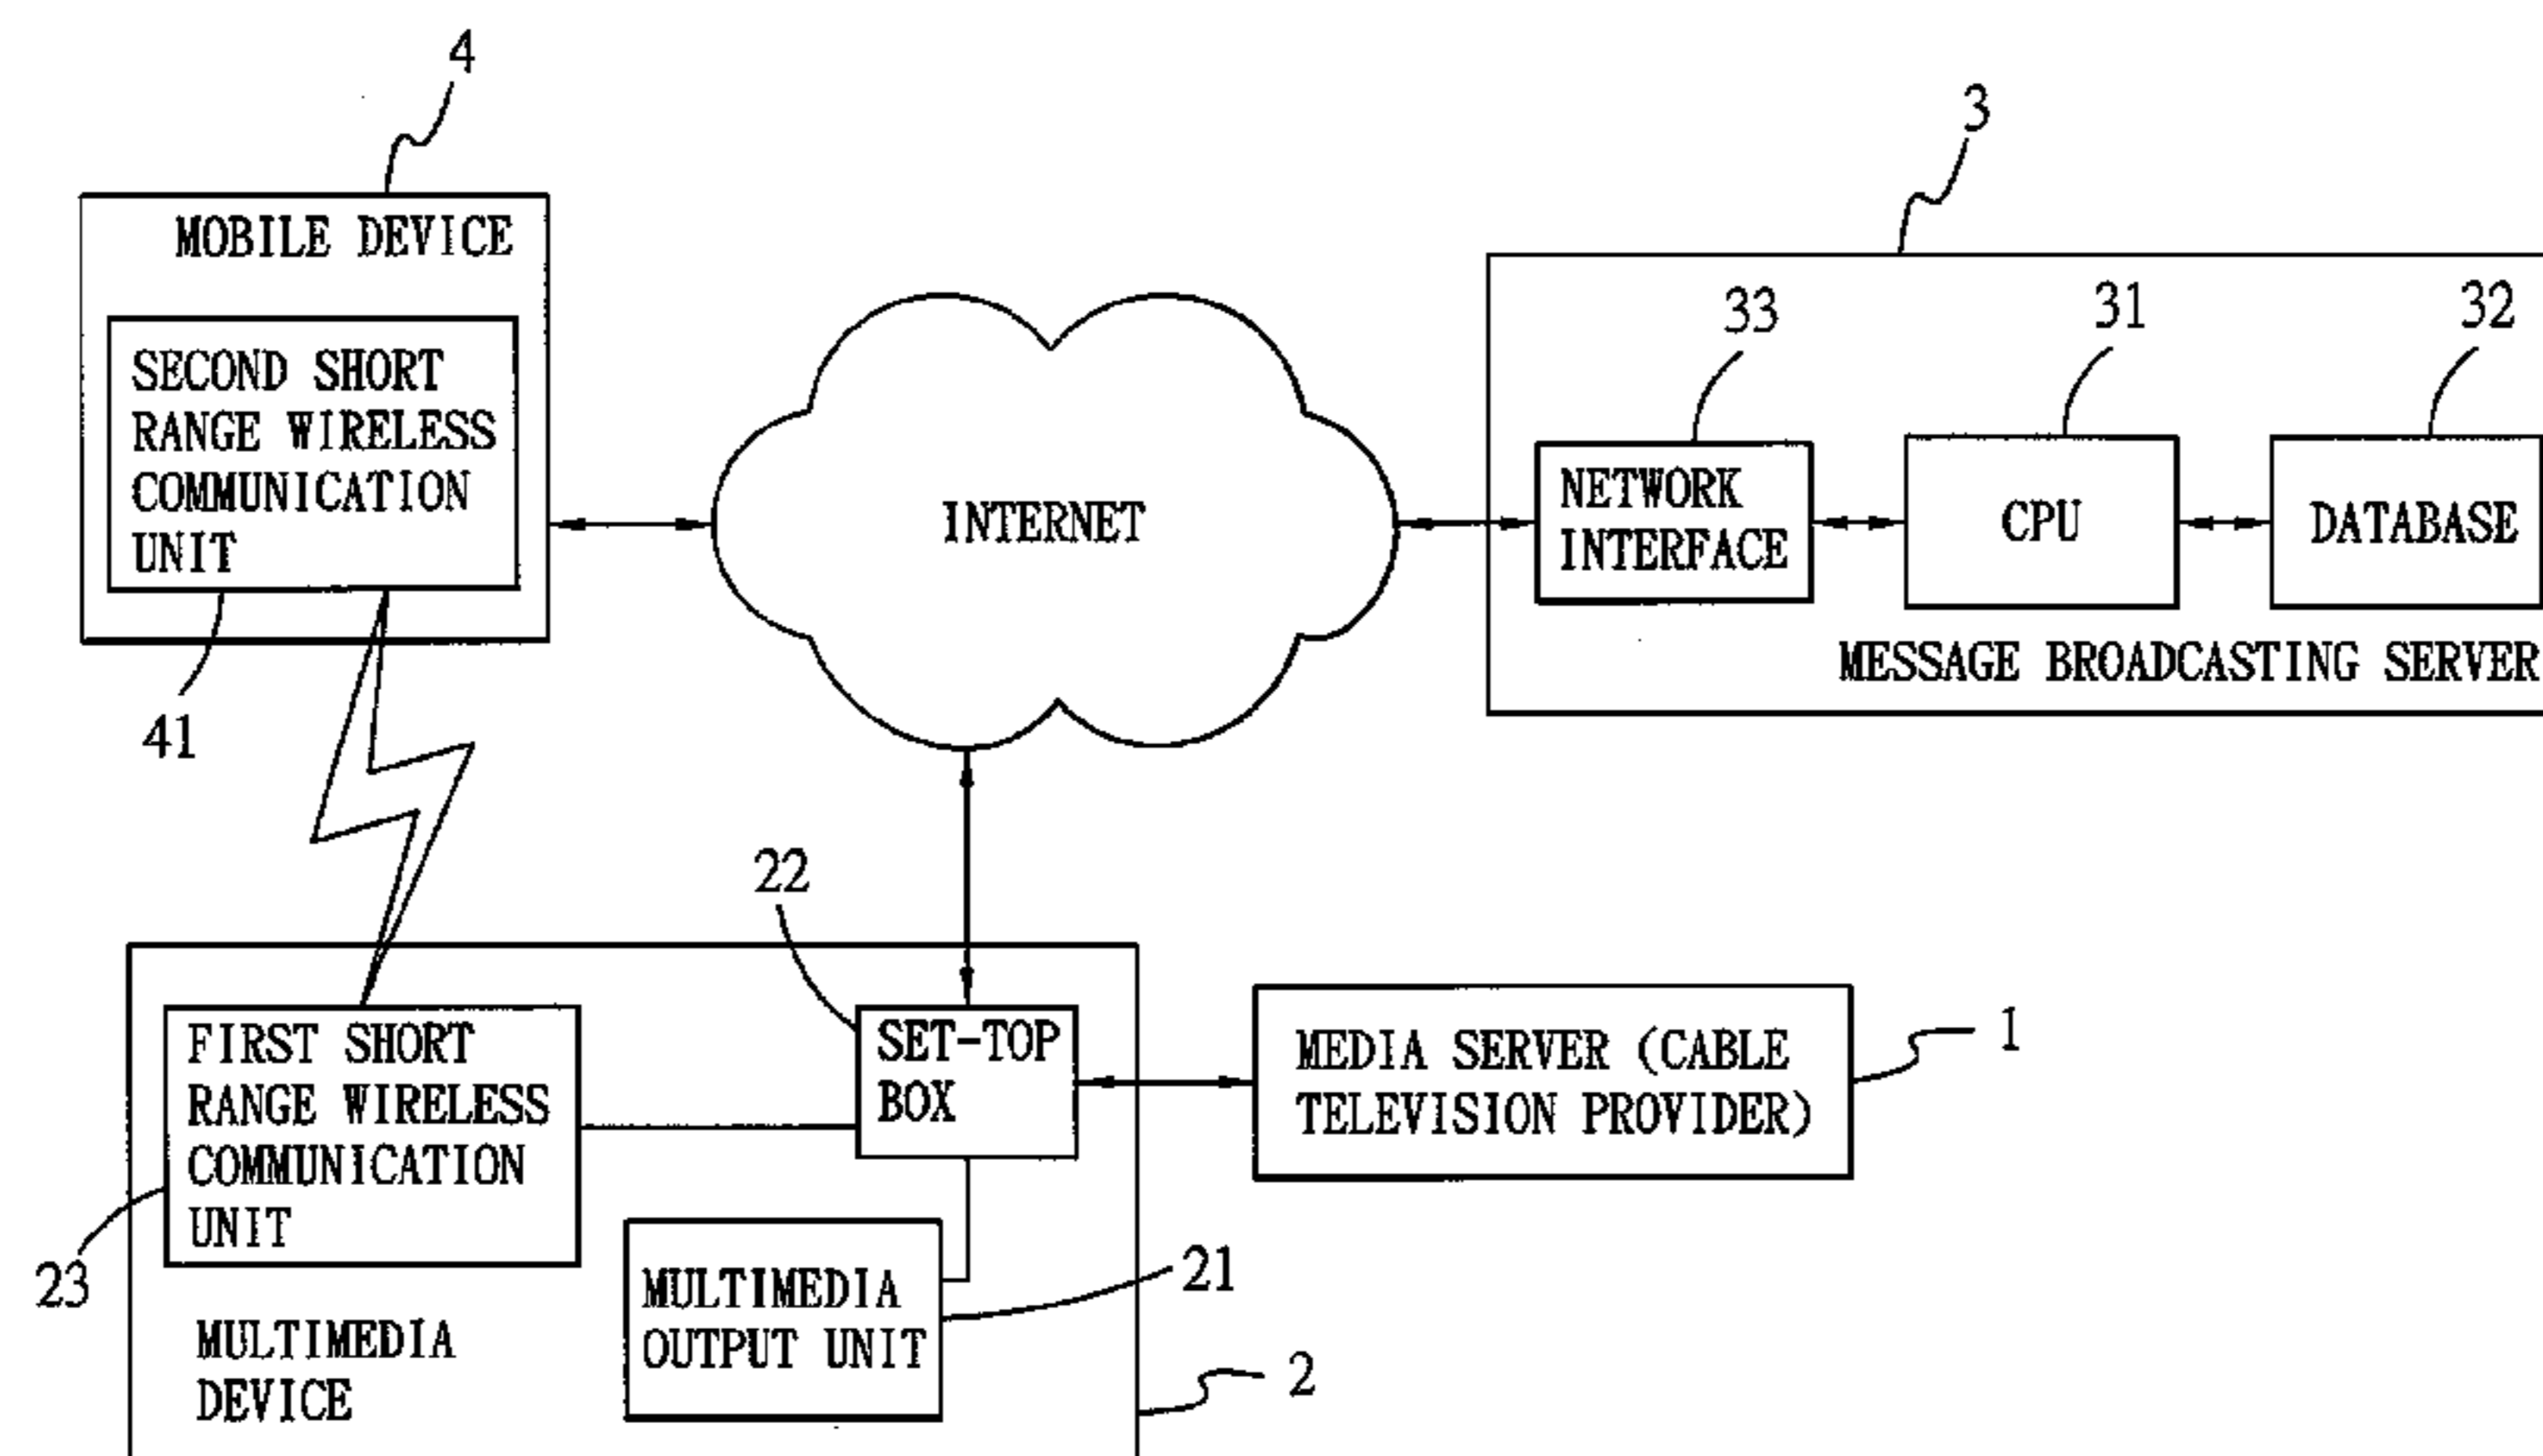 4
3
MOBILE DEVICE
SECOND SHORT
RANGE WIRELESS
COMMUNICATION
UNIT
41
INTERNET
33
31
32
NETWORK
INTERFACE
CPU
DATABASE
MESSAGE BROADCASTING SERVER
22
FIRST SHORT
RANGE WIRELESS
COMMUNICATION
UNIT
23
SET-TOP
BOX
MEDIA SERVER (CABLE
TELEVISION PROVIDER)
1
MULTIMEDIA
OUTPUT UNIT
21
MULTIMEDIA
DEVICE
2